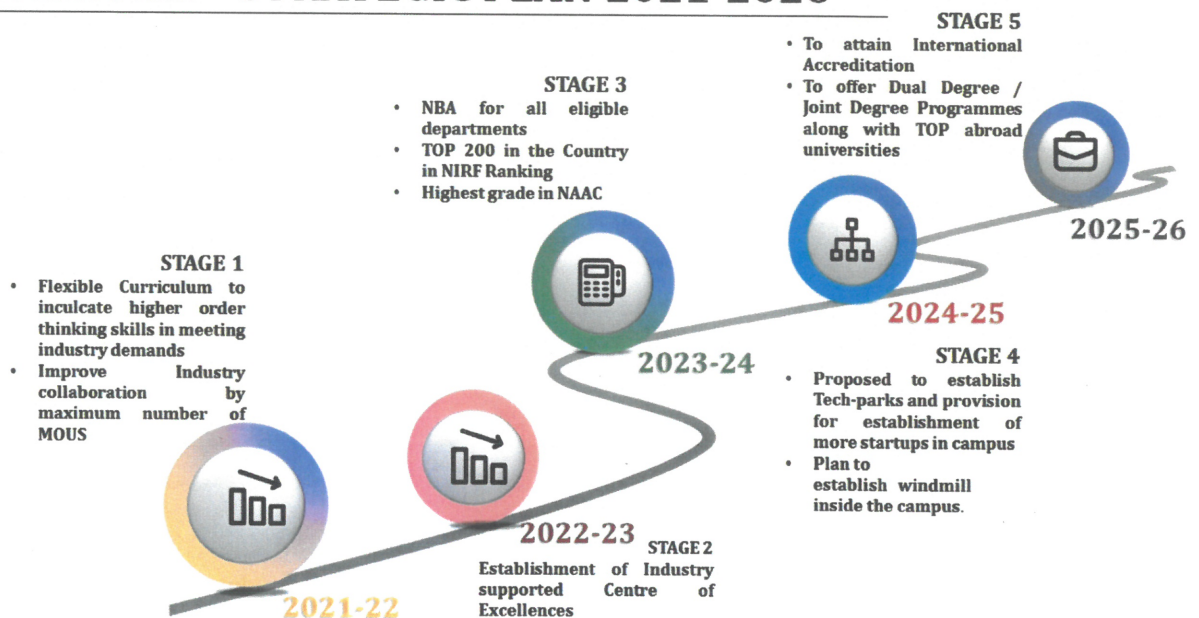 STAGE 1
• Flexible Curriculum to
inculcate higher order
thinking skills in meeting
industry demands
• Improve Industry
collaboration by
maximum number of
MOUS
2021-22
2022-23
STAGE 2
Establishment of Industry
supported Centre of
Excellences
STAGE 3
• NBA for all eligible
departments
• TOP 200 in the Country
in NIRF Ranking
• Highest grade in NAAC
2023-24
2024-25
STAGE 4
• Proposed to establish
Tech-parks and provision
for establishment of
more startups in campus
• Plan to
establish windmill
inside the campus.
STAGE 5
• To attain International
Accreditation
• To offer Dual Degree /
Joint Degree Programmes
along with TOP abroad
universities
2025-26